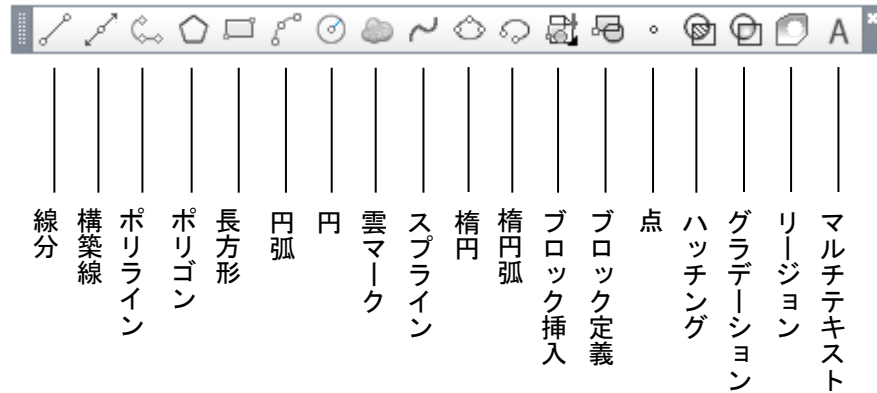 線分
構築線
ポリライン
ポリゴン
長方形
円弧
円
雲マーク
スプライン
楕円
楕円弧
ブロック挿入
ブロック定義
点
ハッチング
グラデーション
リージョン
マルチテキスト
A